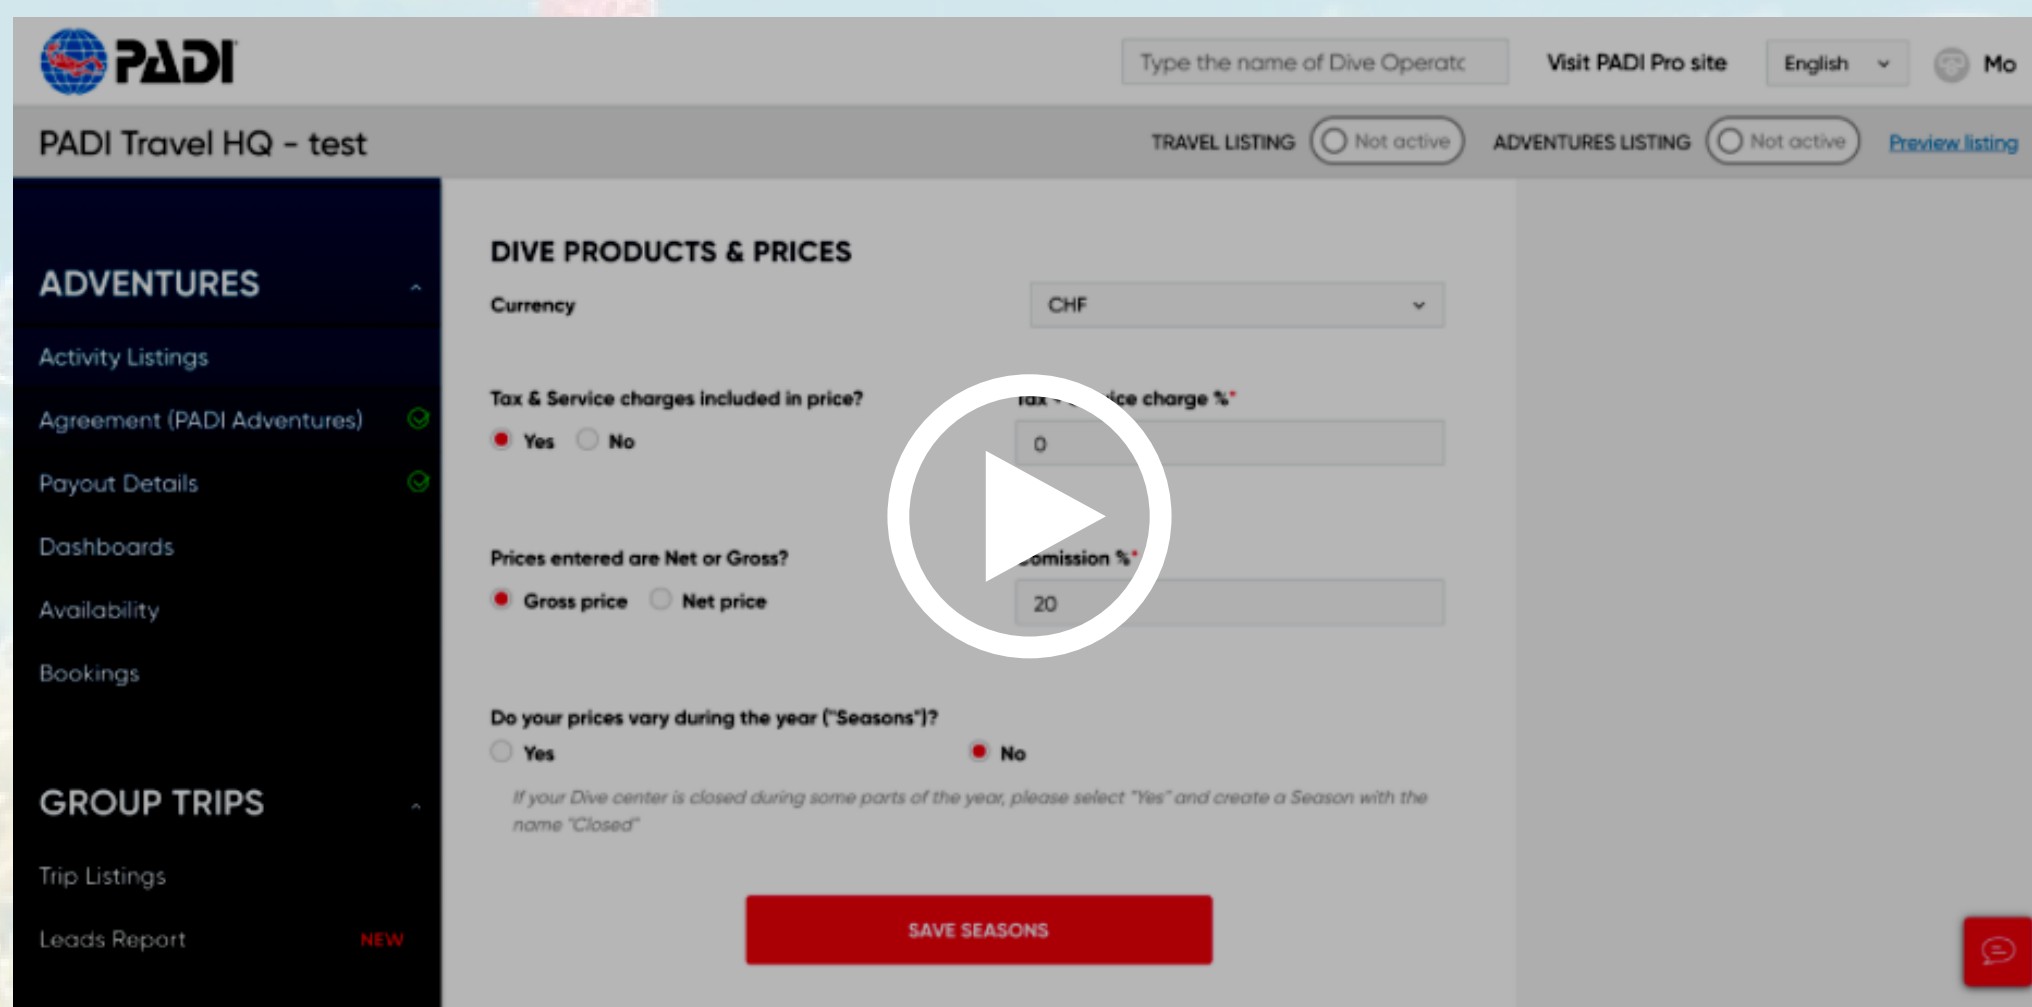 PADI
Type the name of Dive Operatc
Visit PADI Pro site
English
Mo
PADI Travel HQ - test
TRAVEL LISTING
Not active
ADVENTURES LISTING
Not active
Preview listing
ADVENTURES
Activity Listings
Agreement (PADI Adventures)
Payout Details
Dashboards
Availability
Bookings
GROUP TRIPS
Trip Listings
Leads Report NEW
DIVE PRODUCTS & PRICES
Currency
CHF
Tax & Service charges included in price?
Yes No
charge %*
0
Prices entered are Net or Gross?
Gross price Net price
%*
20
Do your prices vary during the year ("Seasons")?
Yes
No
If your Dive center is closed during some parts of the year, please select "Yes" and create a Season with the
name "Closed"
SAVE SEASONS